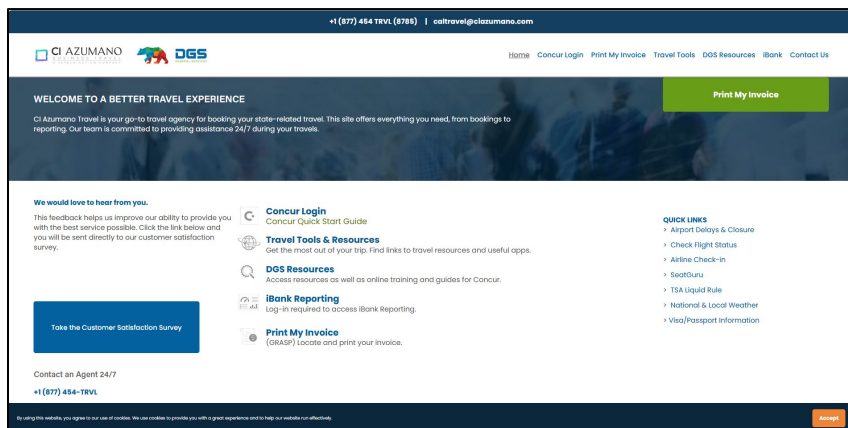 +1 (877) 454 TRVL (8785) | caltravel@ciazumano.com
CI AZUMANO
BUSINESS TRAVEL
DGS
Home Concur Login Print My Invoice Travel Tools DGS Resources iBank Contact Us
WELCOME TO A BETTER TRAVEL EXPERIENCE
CI Azumano Travel is your go-to travel agency for booking your state-related travel. This site offers everything you need, from bookings to
reporting. Our team is committed to providing assistance 24/7 during your travels.
Print My Invoice
We would love to hear from you.
This feedback helps us improve our ability to provide you
with the best service possible. Click the link below and
you will be sent directly to our customer satisfaction
survey.
Take the Customer Satisfaction Survey
Contact an Agent 24/7
+1 (877) 454-TRVL
Concur Login
Concur Quick Start Guide
Travel Tools & Resources
Get the most out of your trip. Find links to travel resources and useful apps.
DGS Resources
Access resources as well as online training and guides for Concur.
iBank Reporting
Log-in required to access iBank Reporting.
Print My Invoice
(GRASP) Locate and print your invoice.
QUICK LINKS
> Airport Delays & Closure
> Check Flight Status
> Airline Check-in
> SeatGuru
> TSA Liquid Rule
> National & Local Weather
> Visa/Passport Information
By using this website, you agree to our use of cookies. We use cookies to provide you with a great experience and to help our website run effectively.
Accept